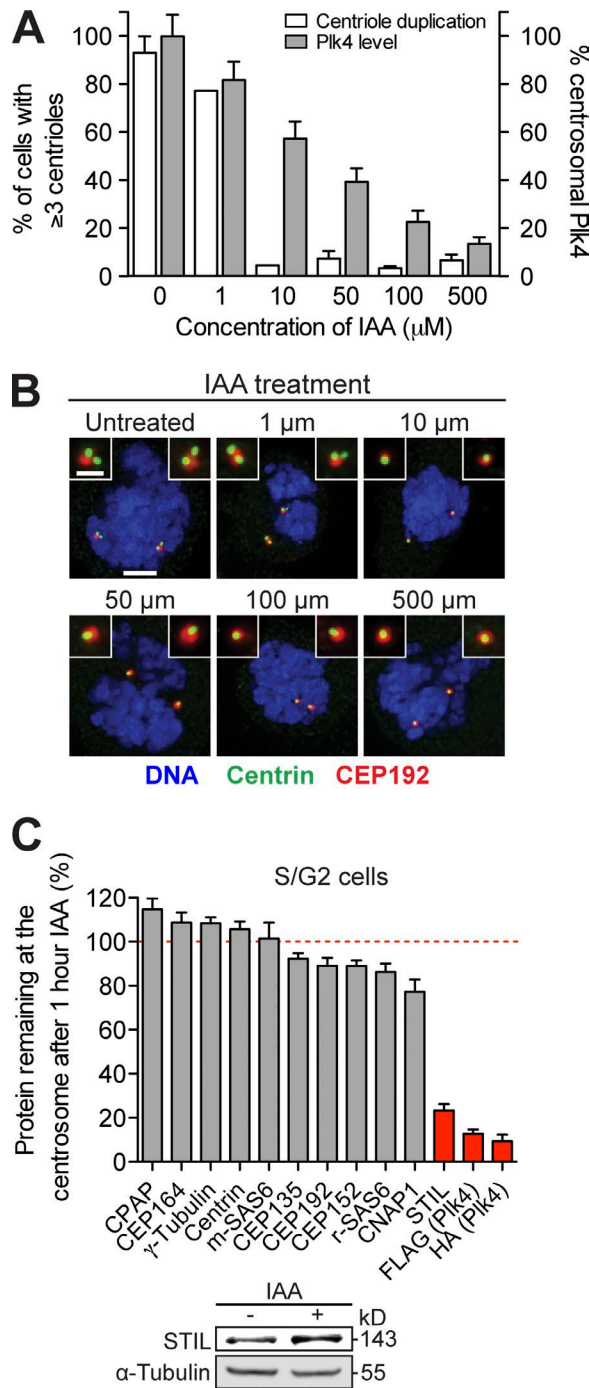 A
Centriole duplication
Plk4 level
% of cells with
≥3 centrioles
% centrosomal Plk4
100
80
60
40
20
0
100
80
60
40
20
0
0 1 10 50 100 500
Concentration of IAA (μM)
B
IAA treatment
Untreated 1 μm 10 μm
50 μm 100 μm 500 μm
DNA Centrin CEP192
C
S/G2 cells
Protein remaining at the
centrosome after 1 hour IAA (%)
120
100
80
60
40
20
0
CPAP
CEP164
γ-Tubulin
Centrin
m-SAS6
CEP135
CEP192
CEP152
r-SAS6
CNAP1
STIL
FLAG (Plk4)
HA (Plk4)
IAA
- + kD
STIL -143
α-Tubulin -55